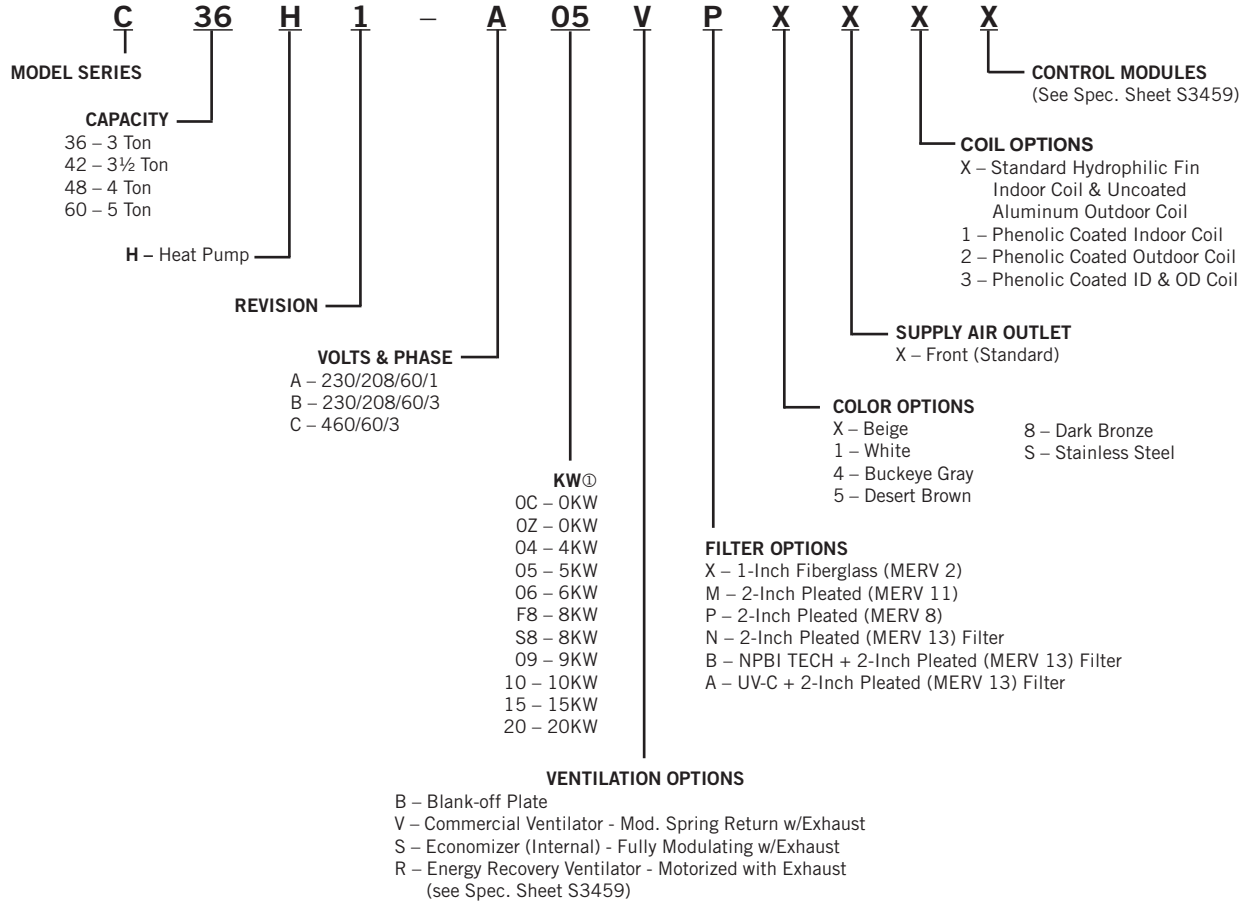 C 36 H 1 – A 05 V P X X X X
MODEL SERIES
CAPACITY
36 – 3 Ton
42 – 3½ Ton
48 – 4 Ton
60 – 5 Ton
H – Heat Pump
REVISION
VOLTS & PHASE
A – 230/208/60/1
B – 230/208/60/3
C – 460/60/3
KW①
0C – 0KW
0Z – 0KW
04 – 4KW
05 – 5KW
06 – 6KW
F8 – 8KW
S8 – 8KW
09 – 9KW
10 – 10KW
15 – 15KW
20 – 20KW
VENTILATION OPTIONS
B – Blank-off Plate
V – Commercial Ventilator - Mod. Spring Return w/Exhaust
S – Economizer (Internal) - Fully Modulating w/Exhaust
R – Energy Recovery Ventilator - Motorized with Exhaust
(see Spec. Sheet S3459)
FILTER OPTIONS
X – 1-Inch Fiberglass (MERV 2)
M – 2-Inch Pleated (MERV 11)
P – 2-Inch Pleated (MERV 8)
N – 2-Inch Pleated (MERV 13) Filter
B – NPBI TECH + 2-Inch Pleated (MERV 13) Filter
A – UV-C + 2-Inch Pleated (MERV 13) Filter
COLOR OPTIONS
X – Beige
1 – White
4 – Buckeye Gray
5 – Desert Brown
8 – Dark Bronze
S – Stainless Steel
SUPPLY AIR OUTLET
X – Front (Standard)
COIL OPTIONS
X – Standard Hydrophilic Fin
Indoor Coil & Uncoated
Aluminum Outdoor Coil
1 – Phenolic Coated Indoor Coil
2 – Phenolic Coated Outdoor Coil
3 – Phenolic Coated ID & OD Coil
CONTROL MODULES
(See Spec. Sheet S3459)